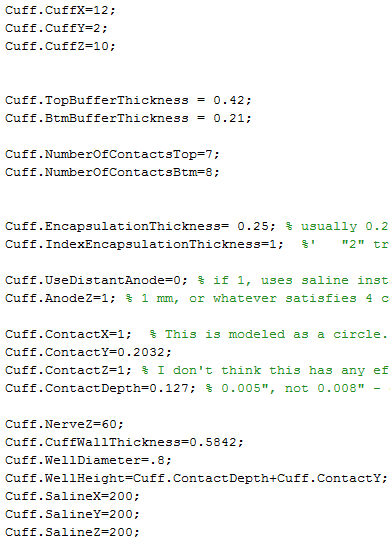 Cuff.CuffX=12;
Cuff.CuffY=2;
Cuff.CuffZ=10;
Cuff.TopBufferThickness = 0.42;
Cuff.BtmBufferThickness = 0.21;
Cuff.NumberOfContactsTop=7;
Cuff.NumberOfContactsBtm=8;
Cuff.EncapsulationThickness= 0.25; % usually 0.2
Cuff.IndexEncapsulationThickness=1;  %'   "2" tr
Cuff.UseDistantAnode=0; % if 1, uses saline inst
Cuff.AnodeZ=1; % 1 mm, or whatever satisfies 4 c
Cuff.ContactX=1;  % This is modeled as a circle.
Cuff.ContactY=0.2032;
Cuff.ContactZ=1; % I don't think this has any ef
Cuff.ContactDepth=0.127; % 0.005", not 0.008" -
Cuff.NerveZ=60;
Cuff.CuffWallThickness=0.5842;
Cuff.WellDiameter=.8;
Cuff.WellHeight=Cuff.ContactDepth+Cuff.ContactY;
Cuff.SalineX=200;
Cuff.SalineY=200;
Cuff.SalineZ=200;